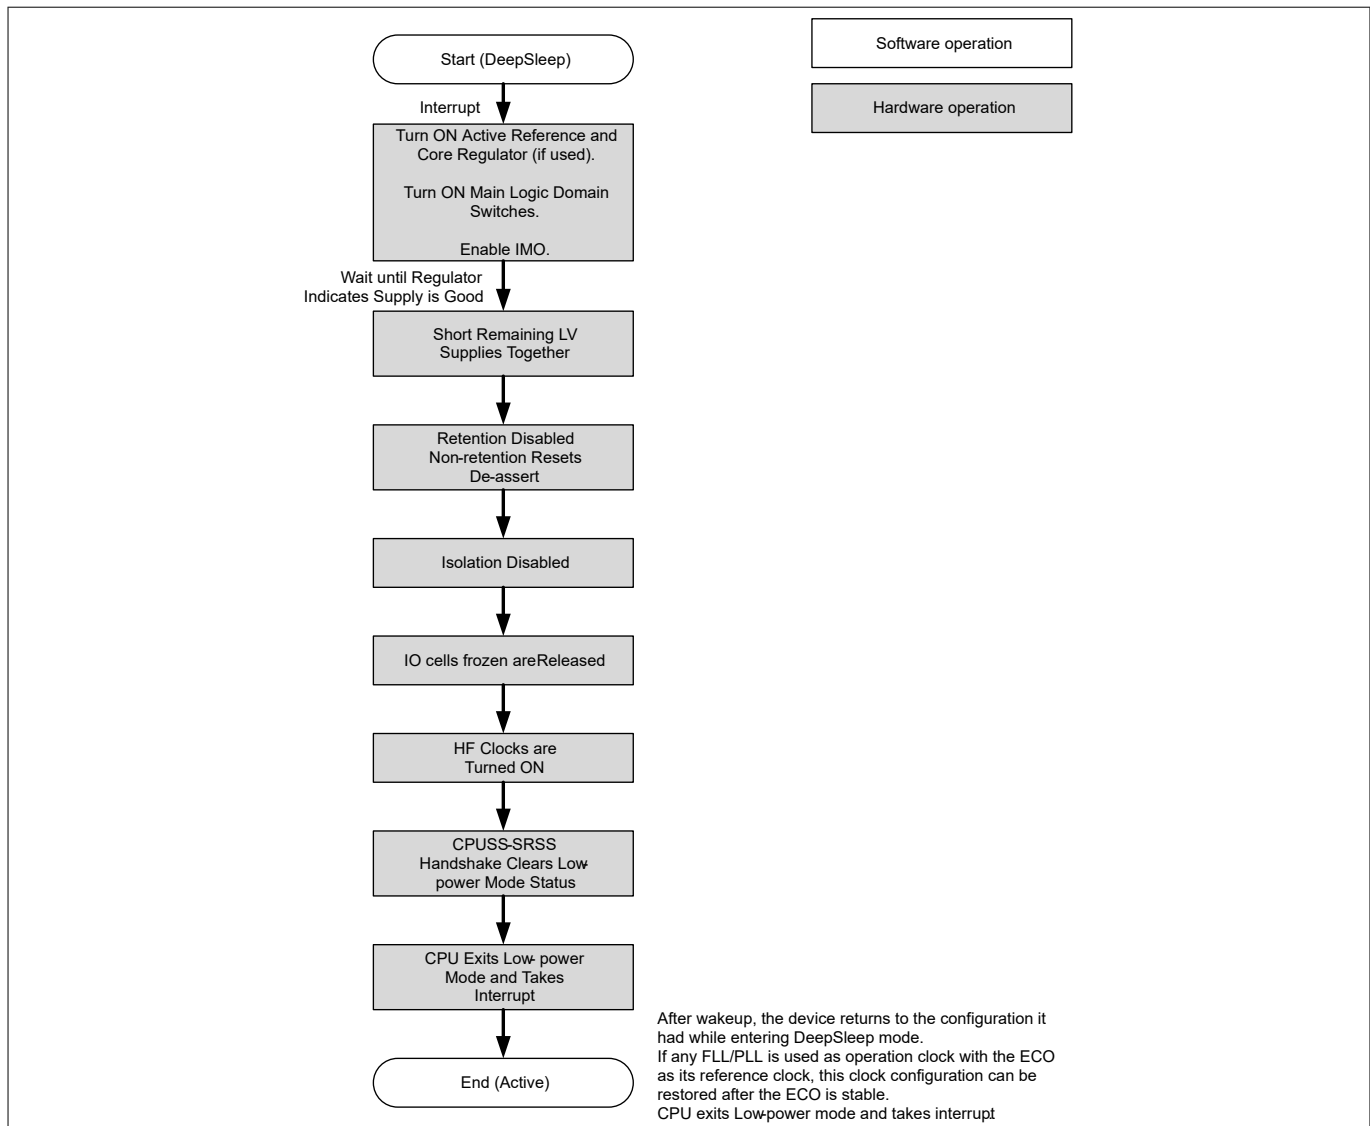 Start (DeepSleep)
Software operation
Hardware operation
Interrupt
Turn ON Active Reference and
Core Regulator (if used).
Turn ON Main Logic Domain
Switches.
Enable IMO.
Wait until Regulator
Indicates Supply is Good
Short Remaining LV
Supplies Together
Retention Disabled
Non-retention Resets
De-assert
Isolation Disabled
IO cells frozen areReleased
HF Clocks are
Turned ON
CPUSS-SRSS
Handshake Clears Low-
power Mode Status
CPU Exits Low- power
Mode and Takes
Interrupt
End (Active)
After wakeup, the device returns to the configuration it
had while entering DeepSleep mode.
If any FLL/PLL is used as operation clock with the ECO
as its reference clock, this clock configuration can be
restored after the ECO is stable.
CPU exits Low-power mode and takes interrupt.